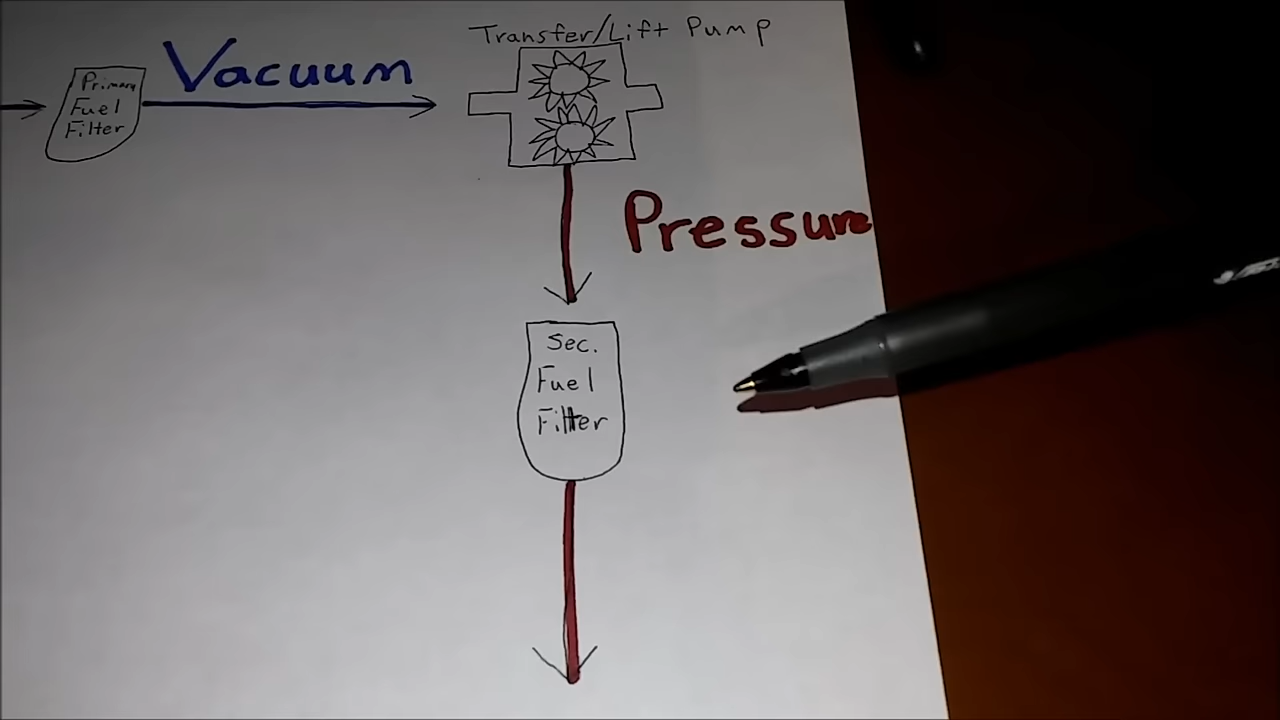 Transfer/Lift Pump
Vacuum
Primary
Fuel
Filter
Pressure
Sec.
Fuel
Filter